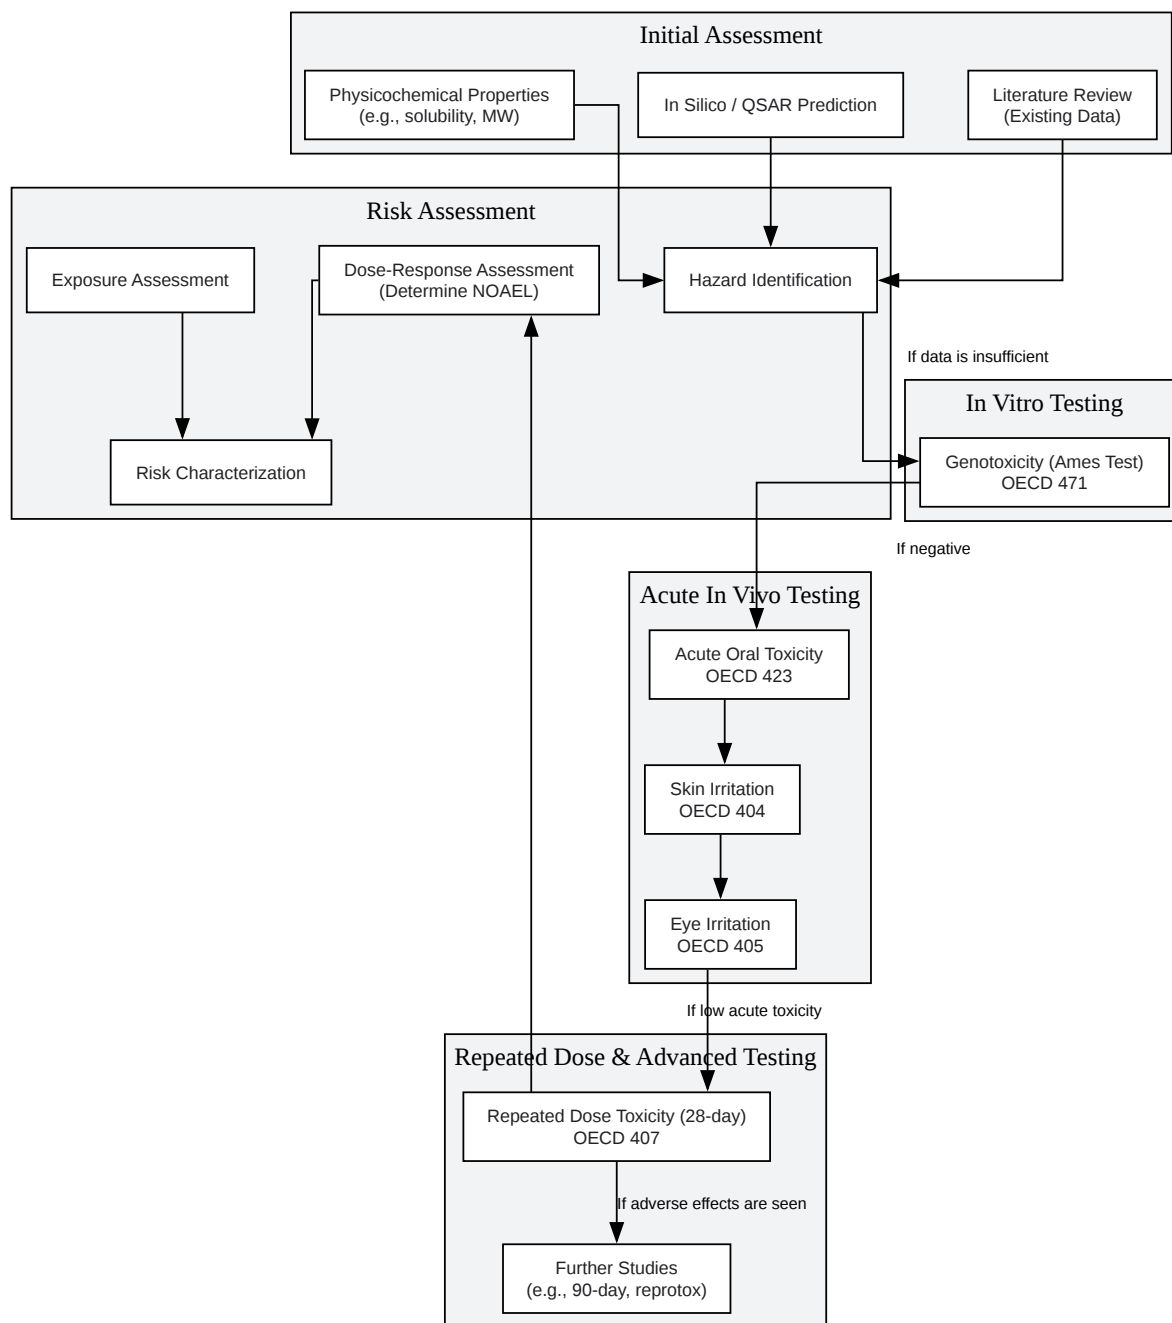 Initial Assessment
Physicochemical Properties
(e.g., solubility, MW)
In Silico / QSAR Prediction
Literature Review
(Existing Data)
Risk Assessment
Exposure Assessment
Dose-Response Assessment
(Determine NOAEL)
Hazard Identification
If data is insufficient
In Vitro Testing
Genotoxicity (Ames Test)
OECD 471
Risk Characterization
If negative
Acute In Vivo Testing
Acute Oral Toxicity
OECD 423
Skin Irritation
OECD 404
Eye Irritation
OECD 405
If low acute toxicity
Repeated Dose & Advanced Testing
Repeated Dose Toxicity (28-day)
OECD 407
If adverse effects are seen
Further Studies
(e.g., 90-day, reprotox)